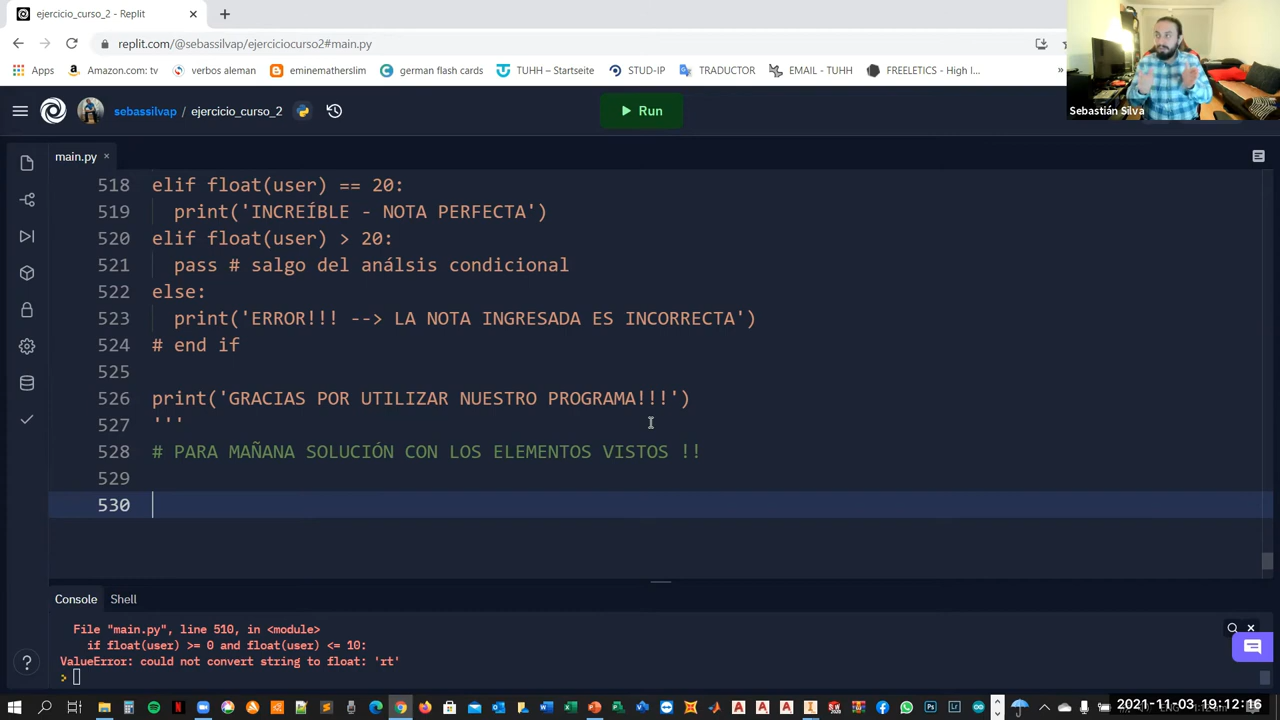 ejercicio_curso_2 - Replit
replit.com/@sebassilvap/ejerciciocurso2#main.py
Apps
Amazon.com: tv
verbos aleman
eminematherslim
german flash cards
TUHH – Startseite
STUD-IP
TRADUCTOR
EMAIL - TUHH
FREELETICS - High I...
»
Sebastián Silva
sebassilvap / ejercicio_curso_2
Run
main.py
518 elif float(user) == 20:
519 print('INCREÍBLE - NOTA PERFECTA')
520 elif float(user) > 20:
521 pass # salgo del análsis condicional
522 else:
523 print('ERROR!!! --> LA NOTA INGRESADA ES INCORRECTA')
524 # end if
525
526 print('GRACIAS POR UTILIZAR NUESTRO PROGRAMA!!!')
527 '''
528 # PARA MAÑANA SOLUCIÓN CON LOS ELEMENTOS VISTOS !!
529
530
Console
Shell
File "main.py", line 510, in <module>
if float(user) >= 0 and float(user) <= 10:
ValueError: could not convert string to float: 'rt'
>
2021-11-03 19:12:16